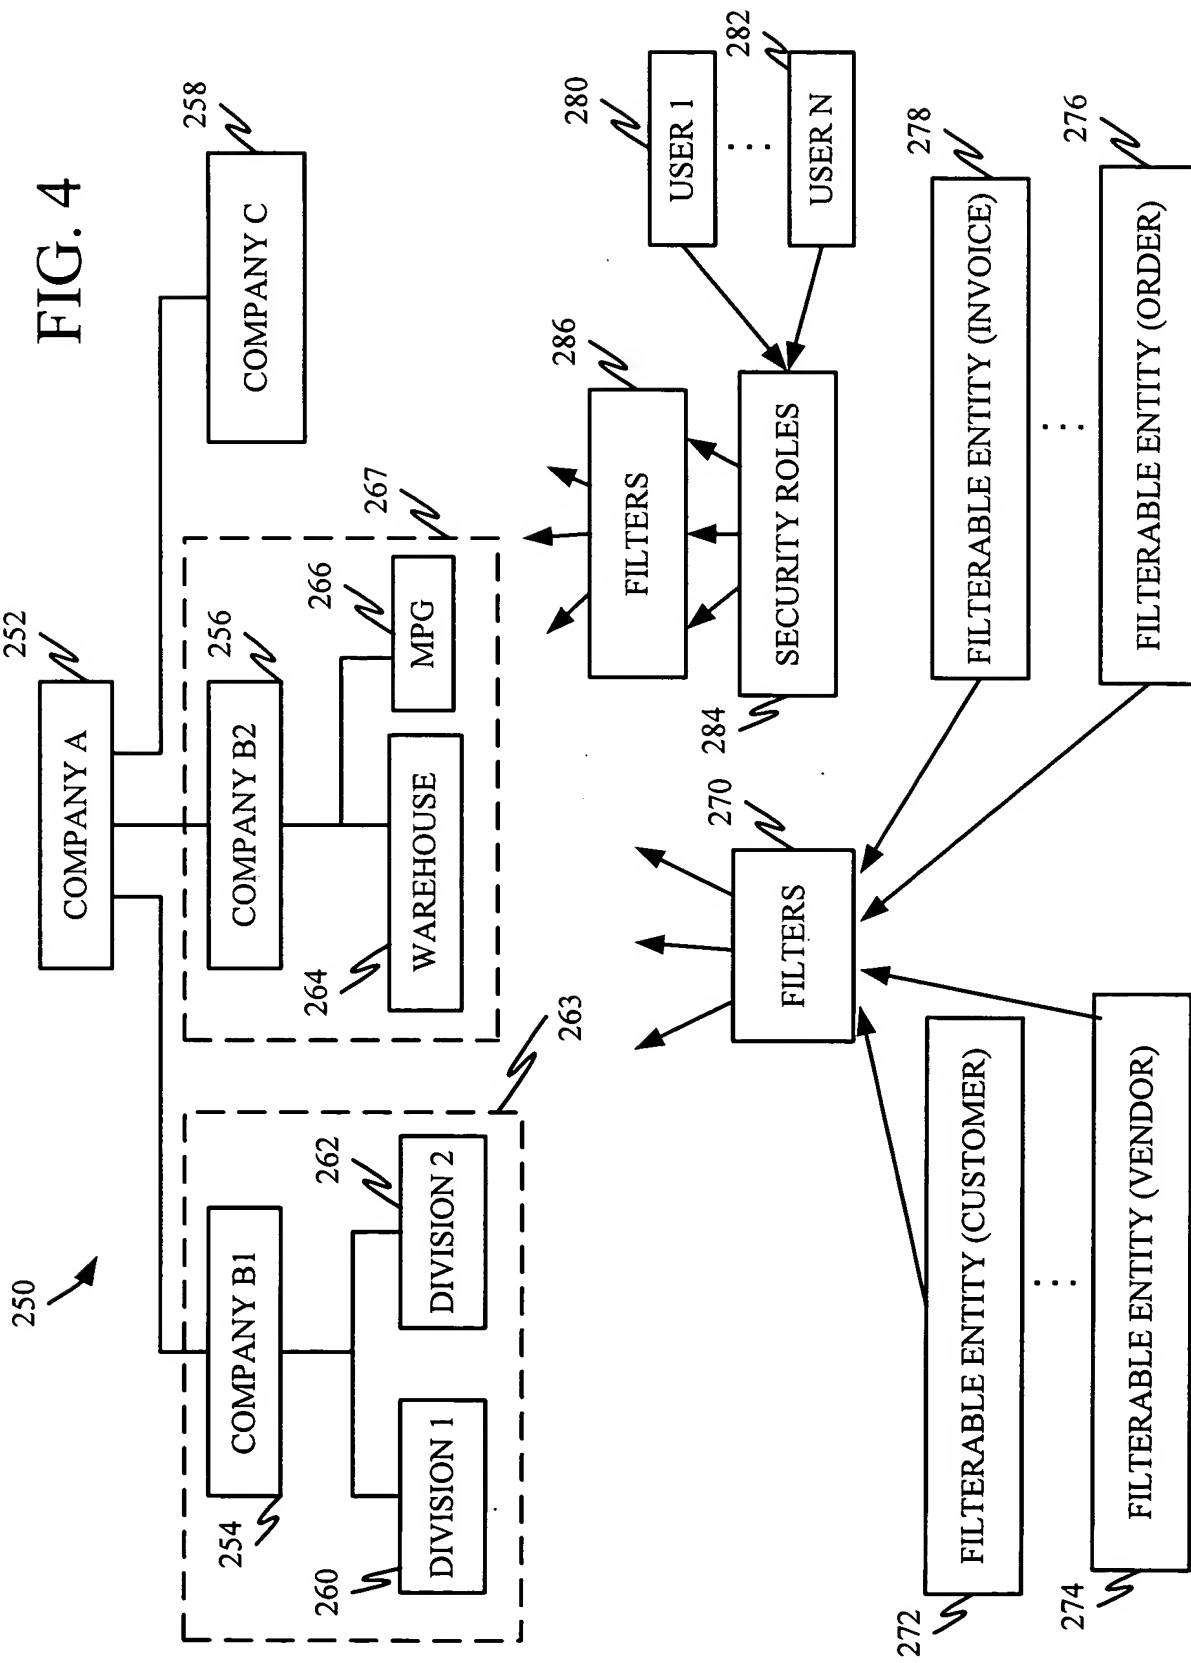 FIG. 4
250
252
COMPANY A
254
COMPANY B1
256
COMPANY B2
258
COMPANY C
260
DIVISION 1
262
DIVISION 2
263
264
WAREHOUSE
266
MPG
267
270
FILTERS
286
FILTERS
284
SECURITY ROLES
280
USER 1
...
282
USER N
272
FILTERABLE ENTITY (CUSTOMER)
...
274
FILTERABLE ENTITY (VENDOR)
278
FILTERABLE ENTITY (INVOICE)
...
276
FILTERABLE ENTITY (ORDER)